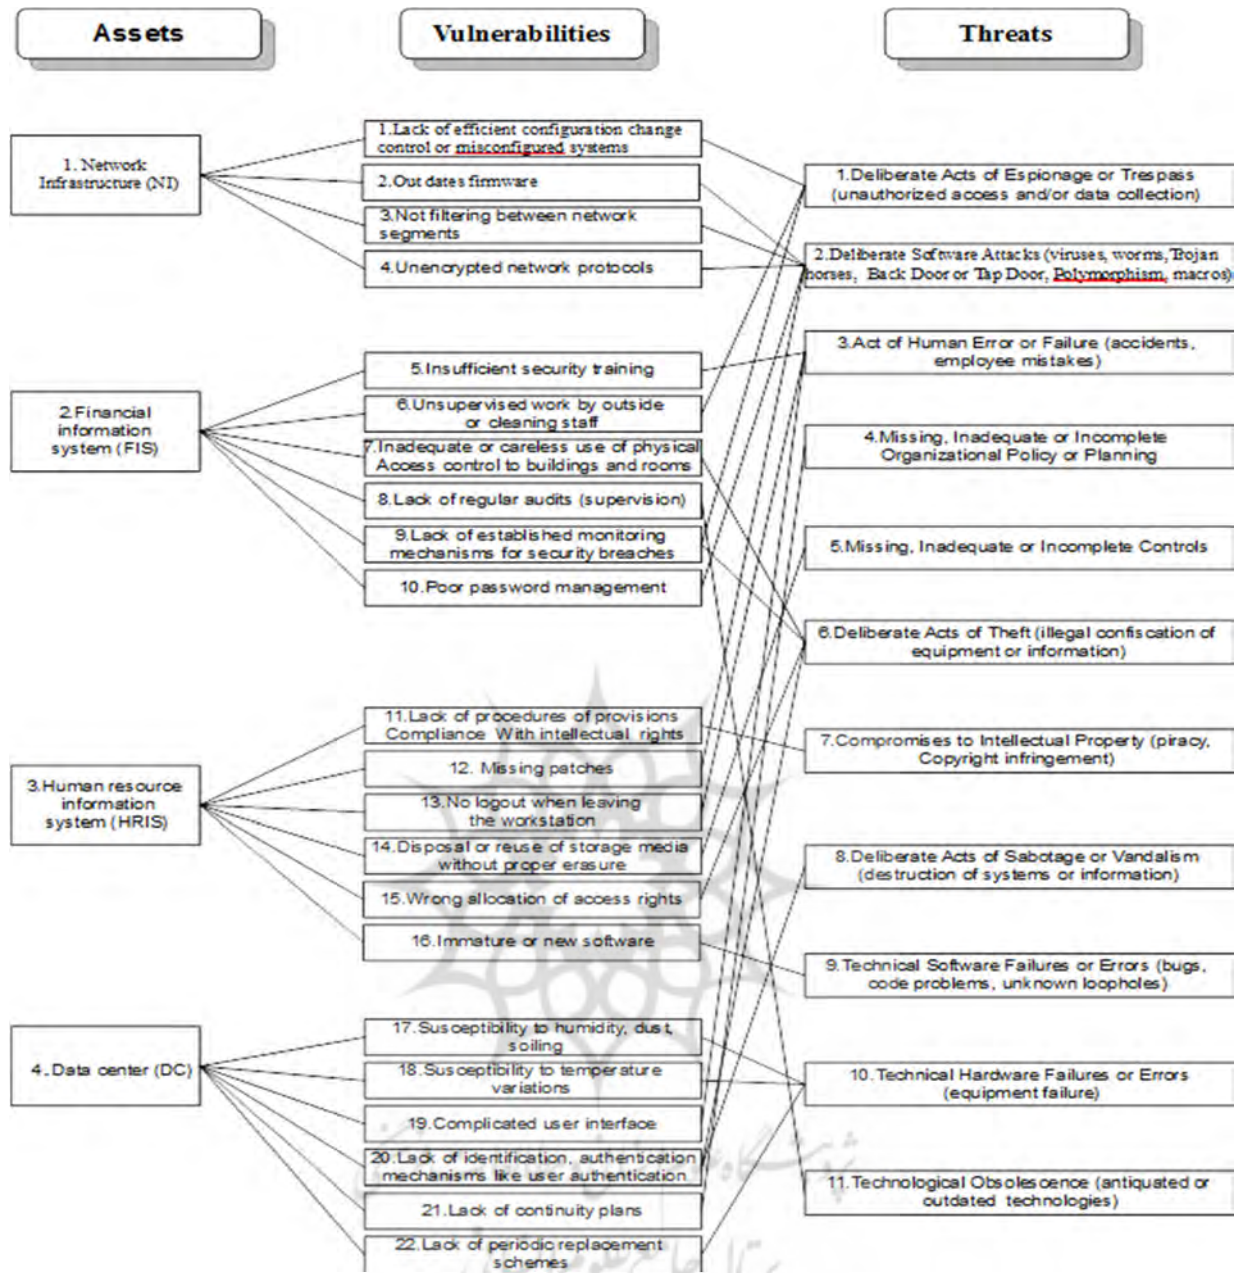 Assets
Vulnerabilities
Threats
1. Network
Infrastructure (NI)
2.Financial
information
system (FIS)
3.Human resource
information
system (HRIS)
4. Data center (DC)
1.Lack of efficient configuration change
control or misconfigured systems
2.Out dates firmware
3.Not filtering between network
segments
4.Unencrypted network protocols
5.Insufficient security training
6.Unsupervised work by outside
or cleaning staff
7.Inadequate or careless use of physical
Access control to buildings and rooms
8.Lack of regular audits (supervision)
9.Lack of established monitoring
mechanisms for security breaches
10.Poor password management
11.Lack of procedures of provisions
Compliance With intellectual rights
12. Missing patches
13.No logout when leaving
the workstation
14.Disposal or reuse of storage media
without proper erasure
15.Wrong allocation of access rights
16.Immature or new software
17.Susceptibility to humidity, dust,
soiling
18.Susceptibility to temperature
variations
19.Complicated user interface
20.Lack of identification, authentication
mechanisms like user authentication
21.Lack of continuity plans
22.Lack of periodic replacement
schemes
1.Deliberate Acts of Espionage or Trespass
(unauthorized access and/or data collection)
2.Deliberate Software Attacks (viruses, worms,Trojan
horses, Back Door or Tap Door, Polymorphism, macros)
3.Act of Human Error or Failure (accidents,
employee mistakes)
4.Missing, Inadequate or Incomplete
Organizational Policy or Planning
5.Missing, Inadequate or Incomplete Controls
6.Deliberate Acts of Theft (illegal confiscation of
equipment or information)
7.Compromises to Intellectual Property (piracy,
Copyright infringement)
8.Deliberate Acts of Sabotage or Vandalism
(destruction of systems or information)
9.Technical Software Failures or Errors (bugs,
code problems, unknown loopholes)
10.Technical Hardware Failures or Errors
(equipment failure)
11.Technological Obsolescence (antiquated or
outdated technologies)